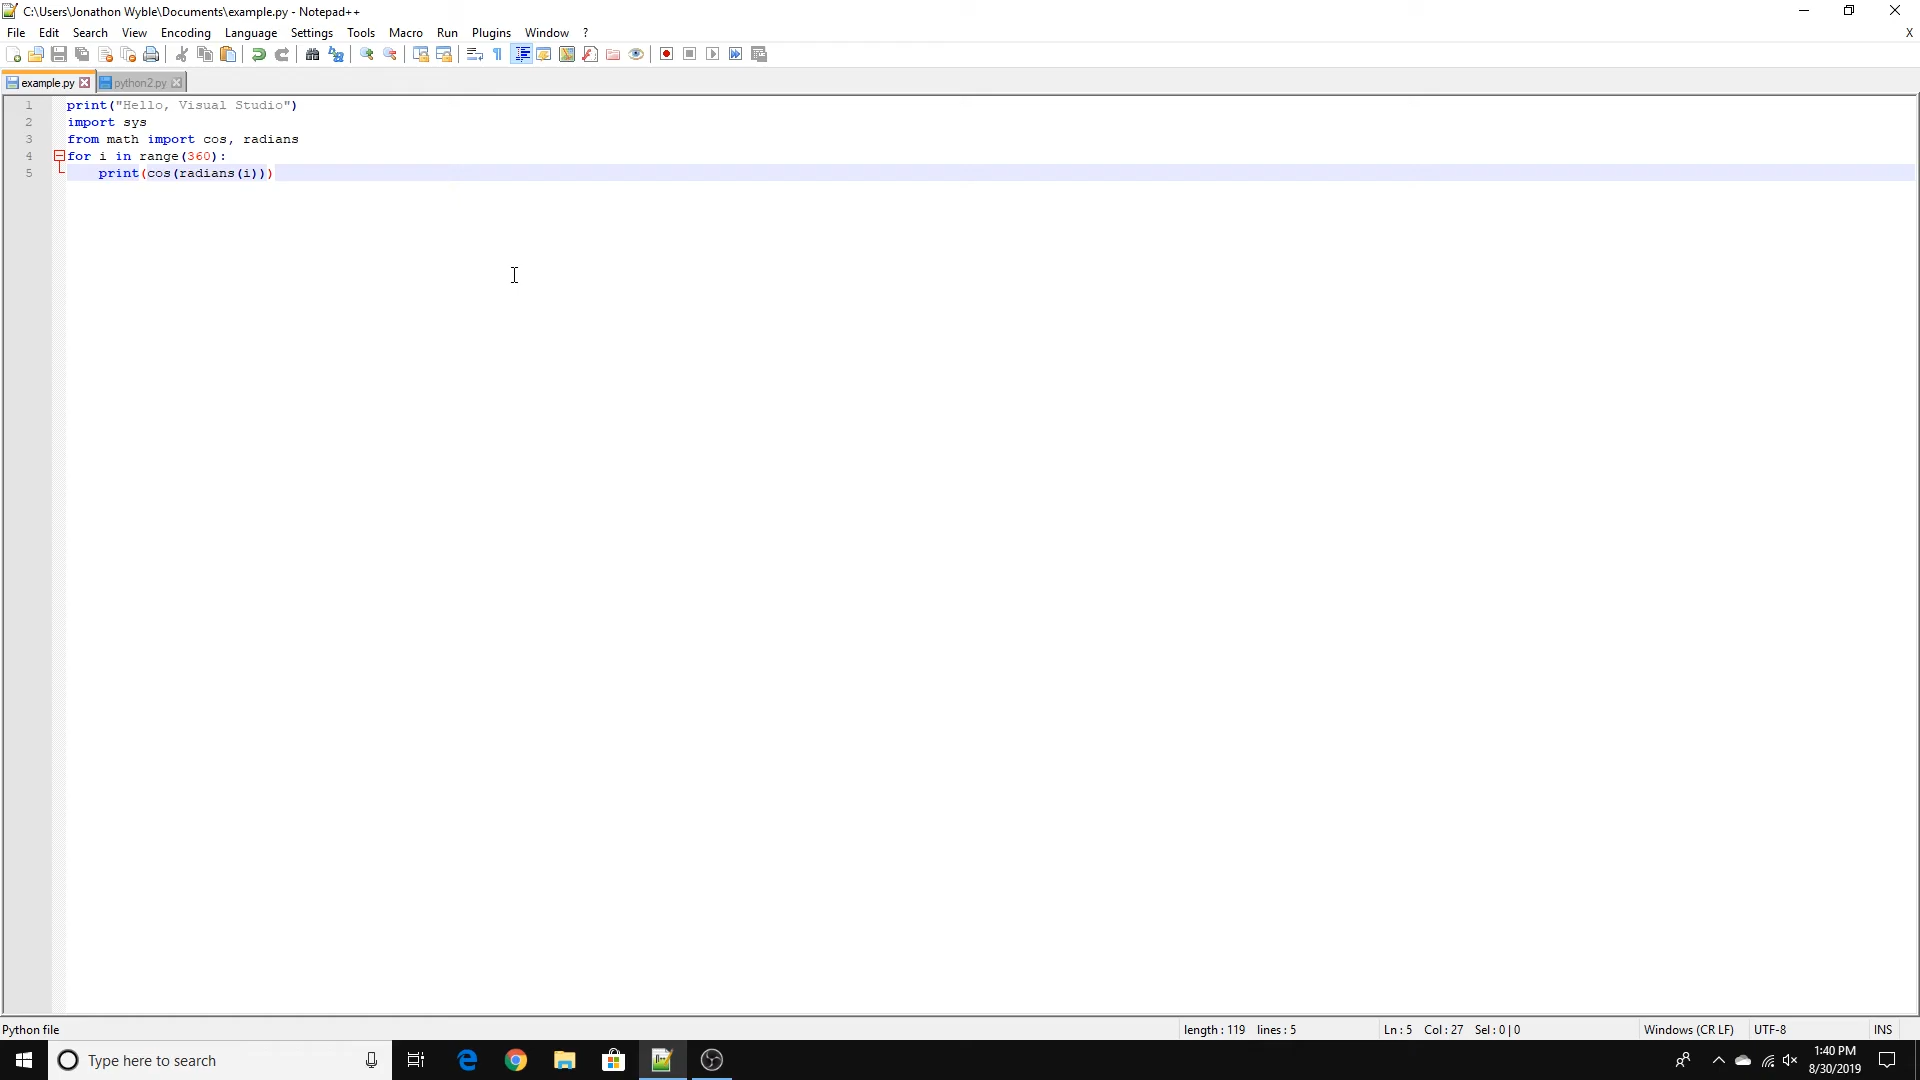 C:\Users\Jonathon Wyble\Documents\example.py - Notepad++
File Edit Search View Encoding Language Settings Tools Macro Run Plugins Window ? X
example.py python2.py
1 print("Hello, Visual Studio")
2 import sys
3 from math import cos, radians
4 for i in range(360):
5 print(cos(radians(i)))
Python file length : 119 lines : 5 Ln : 5 Col : 27 Sel : 0 | 0 Windows (CR LF) UTF-8 INS
Type here to search
1:40 PM
8/30/2019